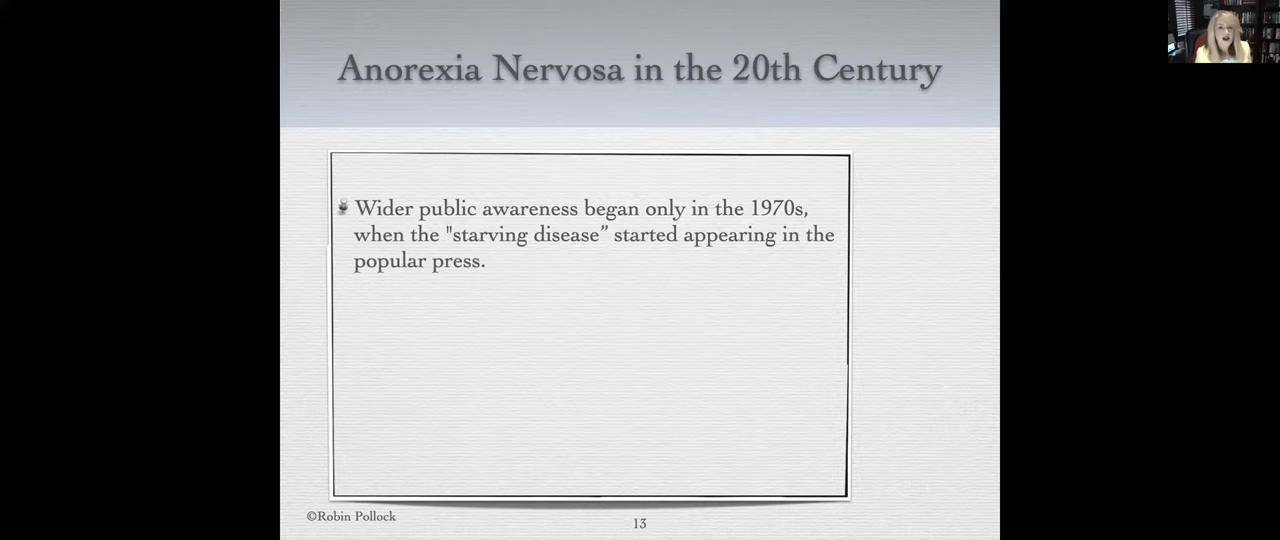 Anorexia Nervosa in the 20th Century
Wider public awareness began only in the 1970s,
when the "starving disease” started appearing in the
popular press.
©Robin Pollock
13